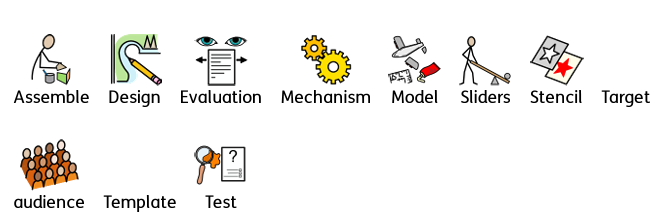 Assemble Design Evaluation Mechanism Model Sliders Stencil Target
?
audience Template Test